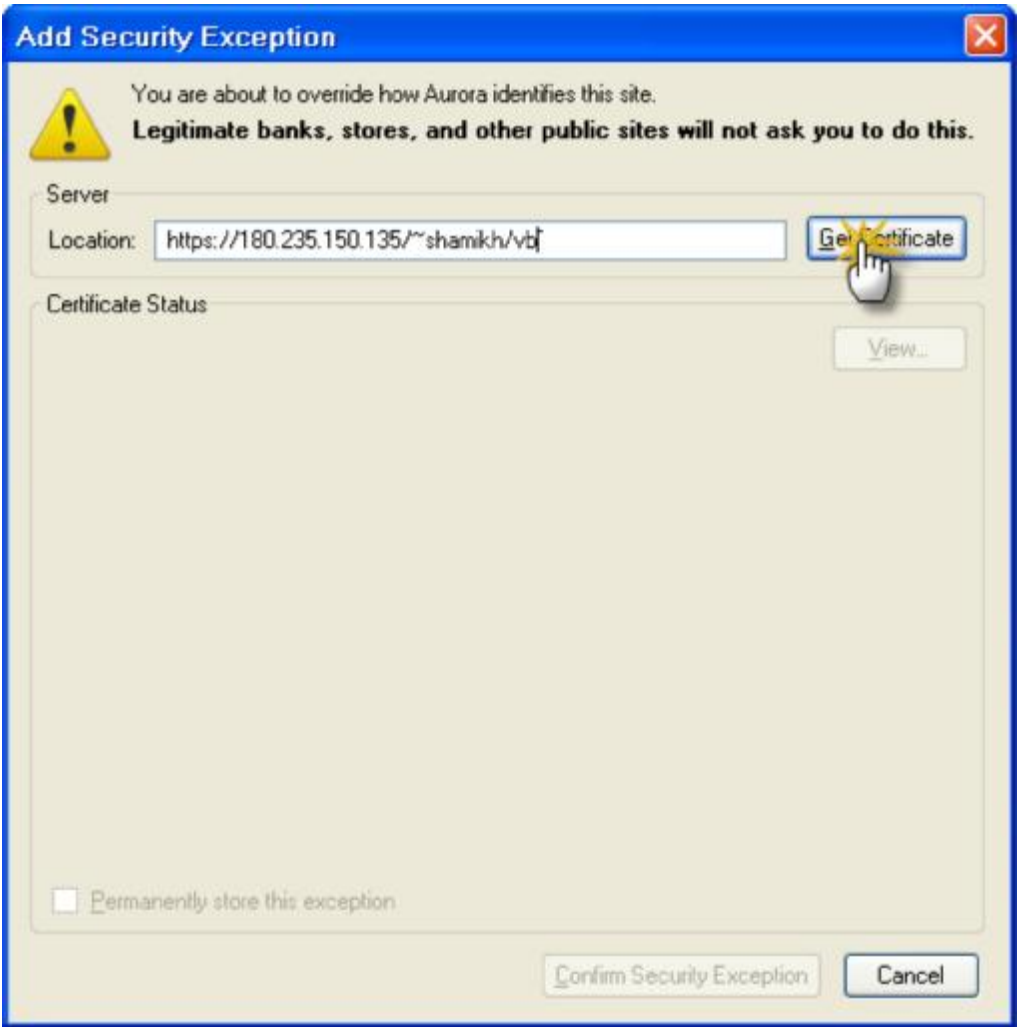 Add Security Exception
You are about to override how Aurora identifies this site.
Legitimate banks, stores, and other public sites will not ask you to do this.
Server
Location: https://180.235.150.135/~shamikh/vb Get Certificate
Certificate Status
View...
Permanently store this exception
Confirm Security Exception Cancel